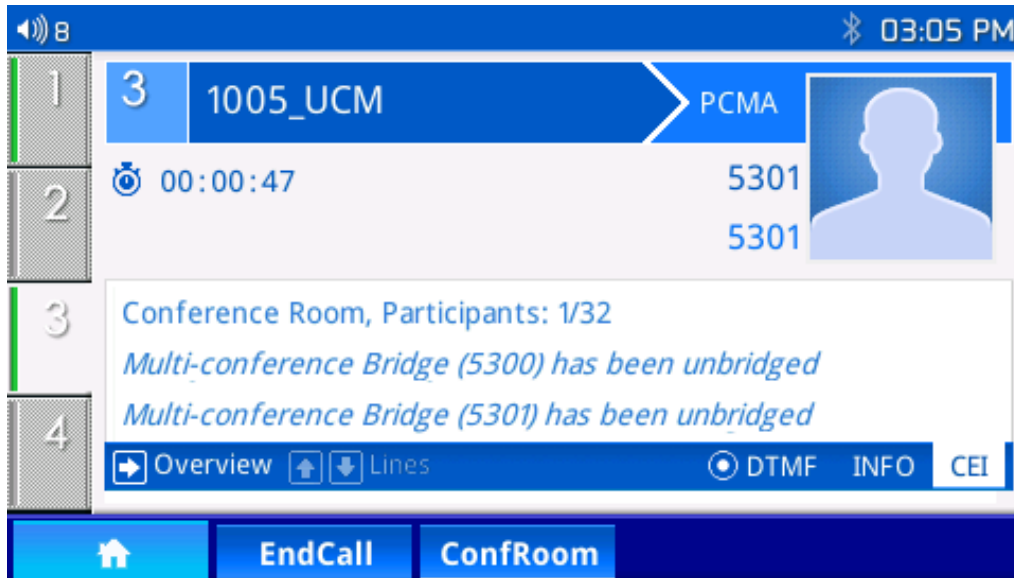 8 03:05 PM
1
2
3
4
3 1005_UCM PCMA
00:00:47 5301
5301
Conference Room, Participants: 1/32
Multi-conference Bridge (5300) has been unbridged
Multi-conference Bridge (5301) has been unbridged
Overview Lines DTMF INFO CEI
EndCall ConfRoom